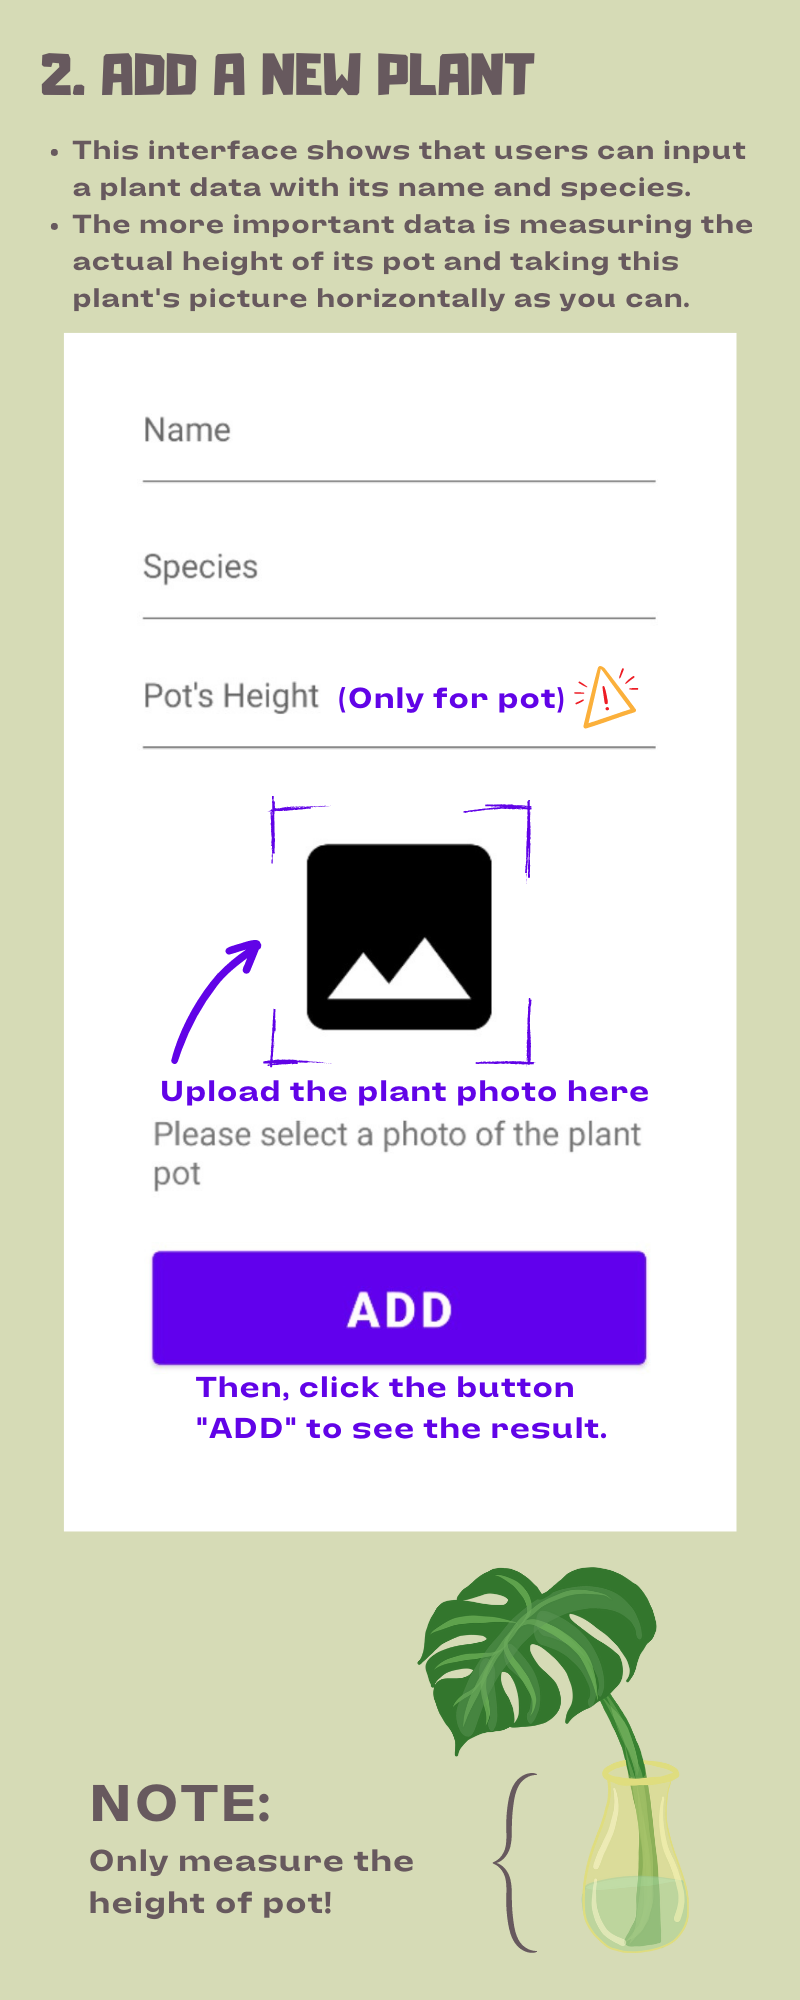 2. ADD A NEW PLANT
• This interface shows that users can input
a plant data with its name and species.
• The more important data is measuring the
actual height of its pot and taking this
plant's picture horizontally as you can.
Name
Species
Pot's Height (Only for pot)
Upload the plant photo here
Please select a photo of the plant
pot
ADD
Then, click the button
"ADD" to see the result.
NOTE:
Only measure the
height of pot!